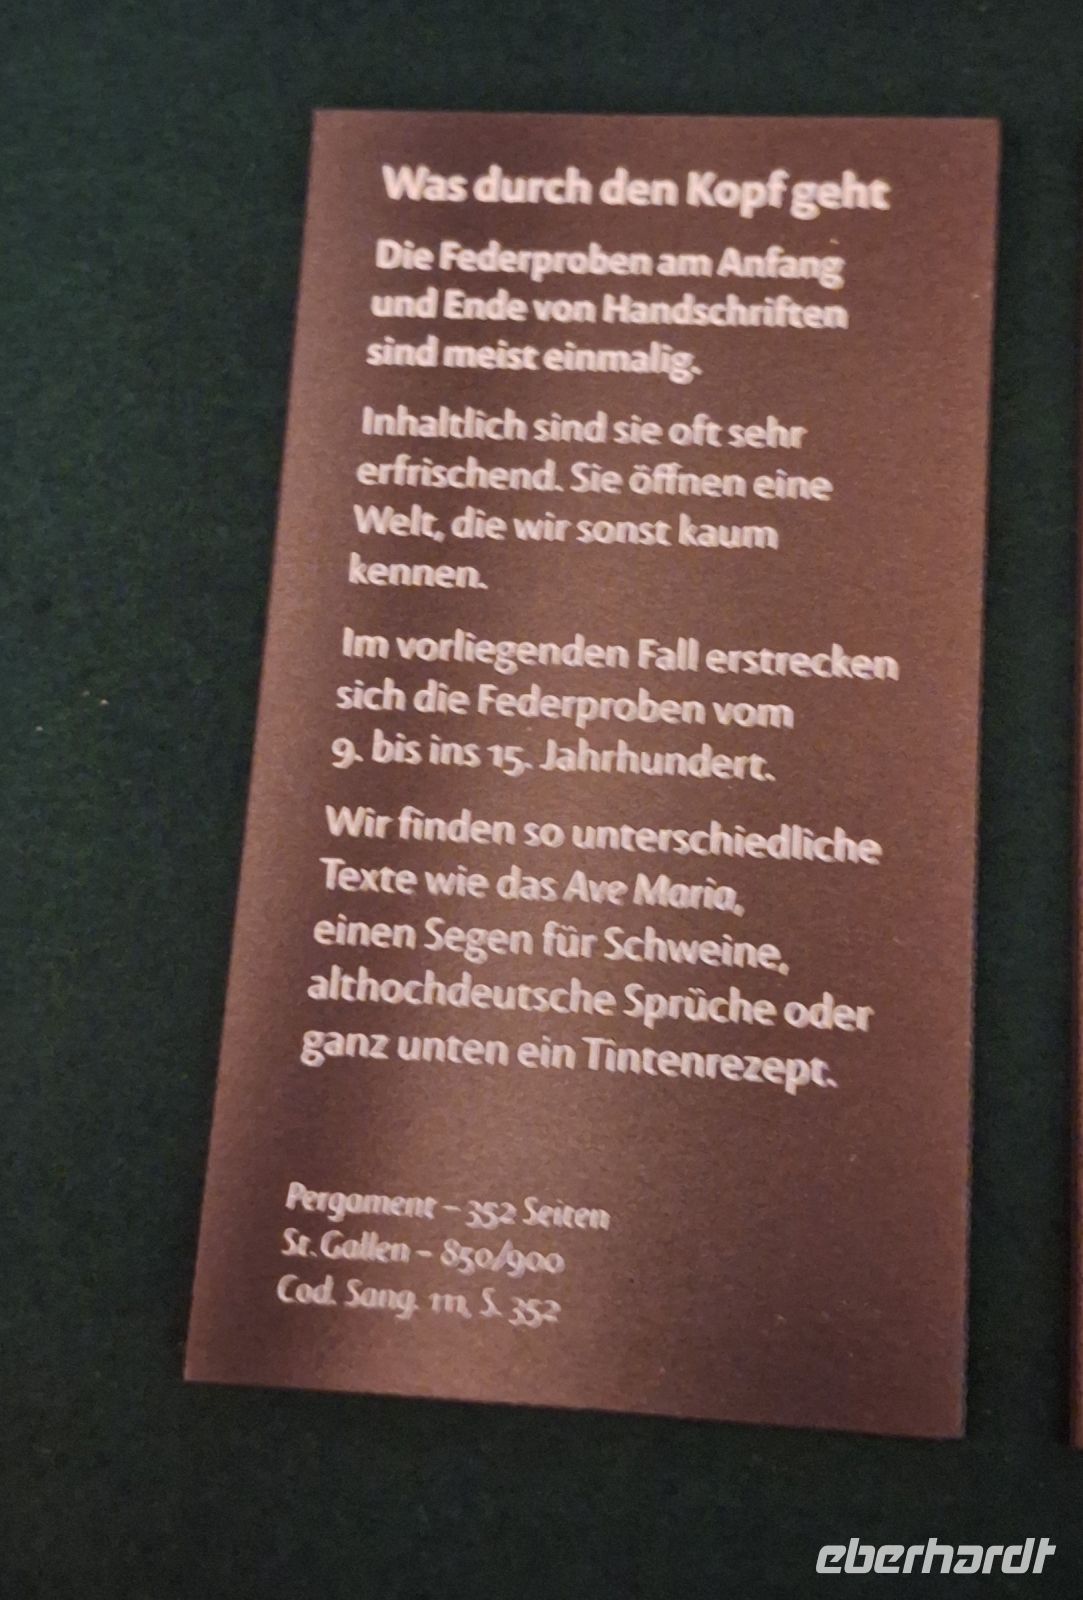 Was durch den Kopf geht
Die Federproben am Anfang
und Ende von Handschriften
sind meist einmalig.
Inhaltlich sind sie oft sehr
erfrischend. Sie öffnen eine
Welt, die wir sonst kaum
kennen.
Im vorliegenden Fall erstrecken
sich die Federproben vom
9. bis ins 15. Jahrhundert.
Wir finden so unterschiedliche
Texte wie das Ave Maria,
einen Segen für Schweine,
althochdeutsche Sprüche oder
ganz unten ein Tintenrezept.
Pergament – 352 Seiten
St. Gallen – 850/900
Cod. Sang. 111, S. 352
eberhardt